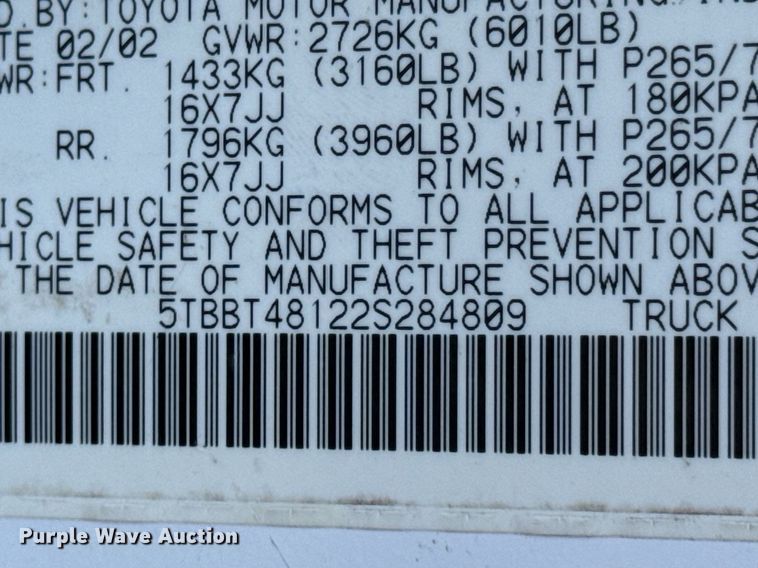 D.BY:TOYOTA MOTOR MANUFACTURING IND
TE 02/02 GVWR:2726KG (6010LB)
WR:FRT. 1433KG (3160LB) WITH P265/7
16X7JJ RIMS, AT 180KPA
RR. 1796KG (3960LB) WITH P265/7
16X7JJ RIMS, AT 200KPA
IS VEHICLE CONFORMS TO ALL APPLICAB
HICLE SAFETY AND THEFT PREVENTION S
THE DATE OF MANUFACTURE SHOWN ABOV
5TBBT48122S284809 TRUCK
Purple Wave Auction